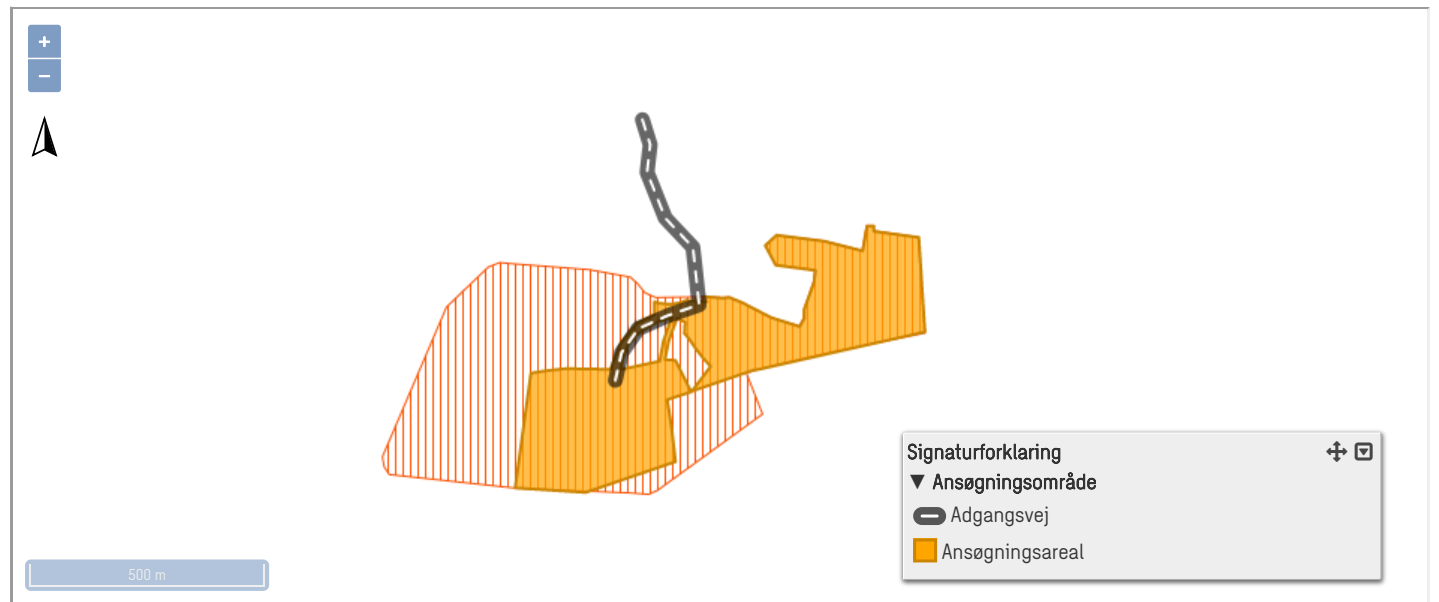 +
−
500 m
Signaturforklaring
▼ Ansøgningsområde
Adgangsvej
Ansøgningsareal